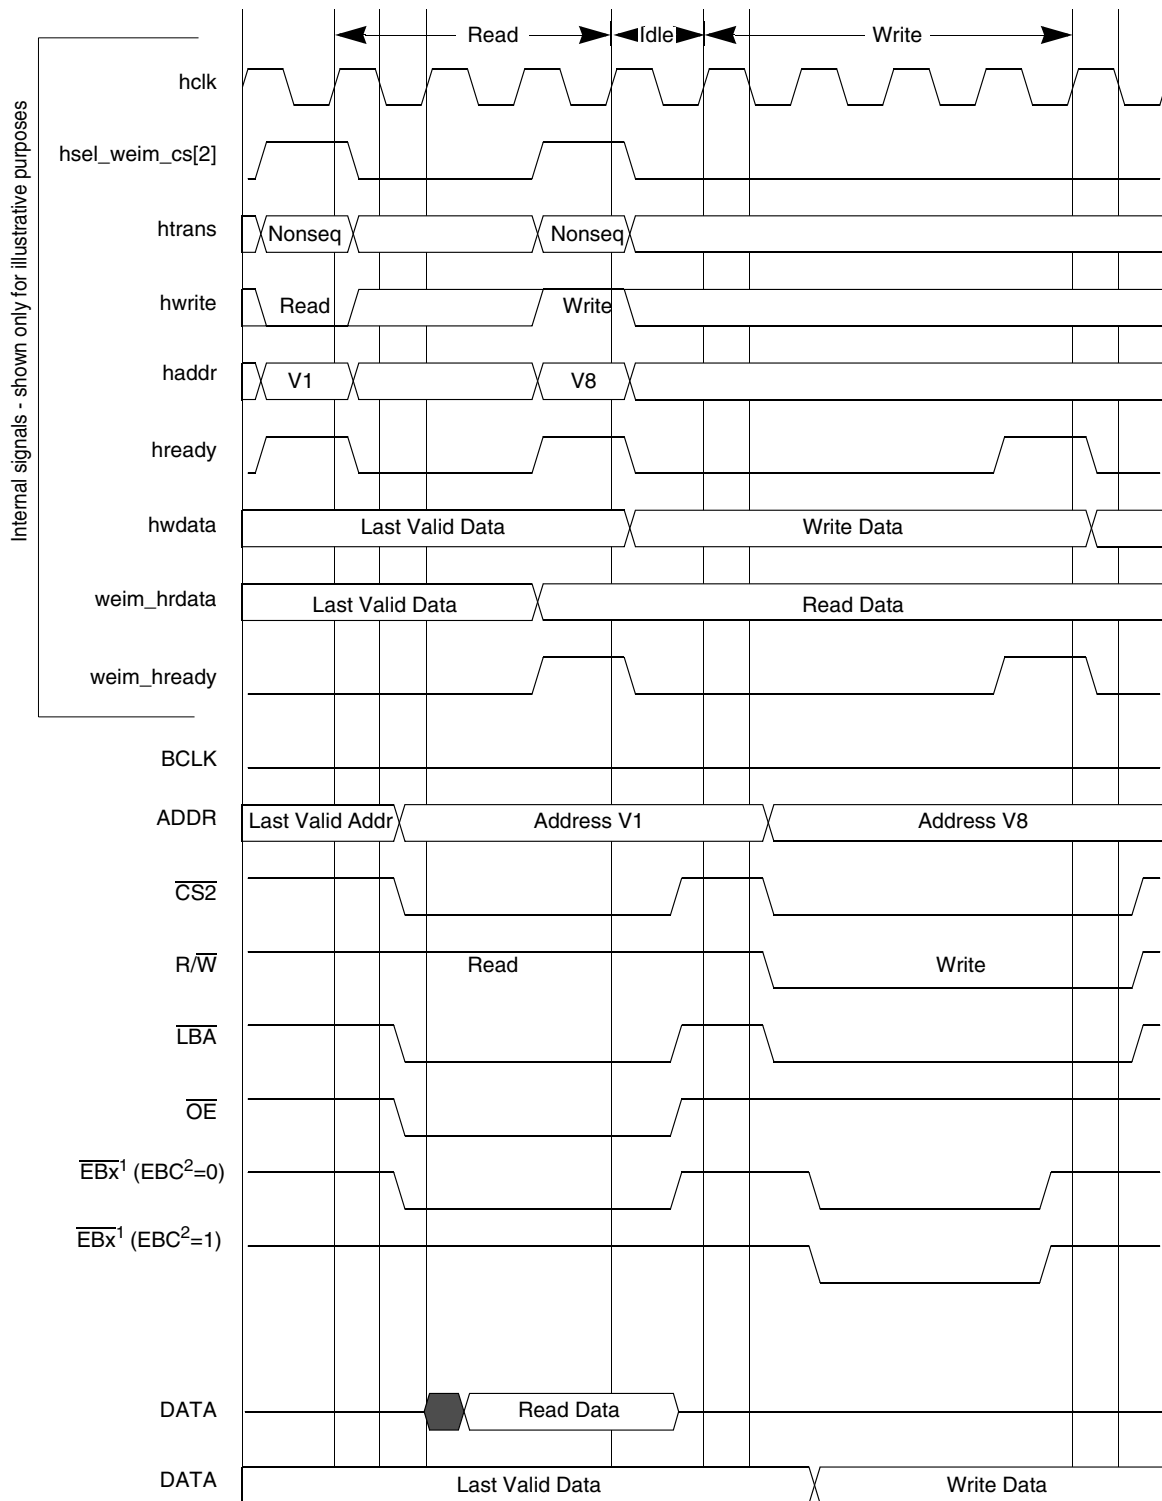 Read Idle Write
Internal signals - shown only for illustrative purposes
hclk
hsel_weim_cs[2]
htrans Nonseq Nonseq
hwrite Read Write
haddr V1 V8
hready
hwdata Last Valid Data Write Data
weim_hrdata Last Valid Data Read Data
weim_hready
BCLK
ADDR Last Valid Addr Address V1 Address V8
CS2
R/W Read Write
LBA
OE
EBx1 (EBC2=0)
EBx1 (EBC2=1)
DATA Read Data
DATA Last Valid Data Write Data